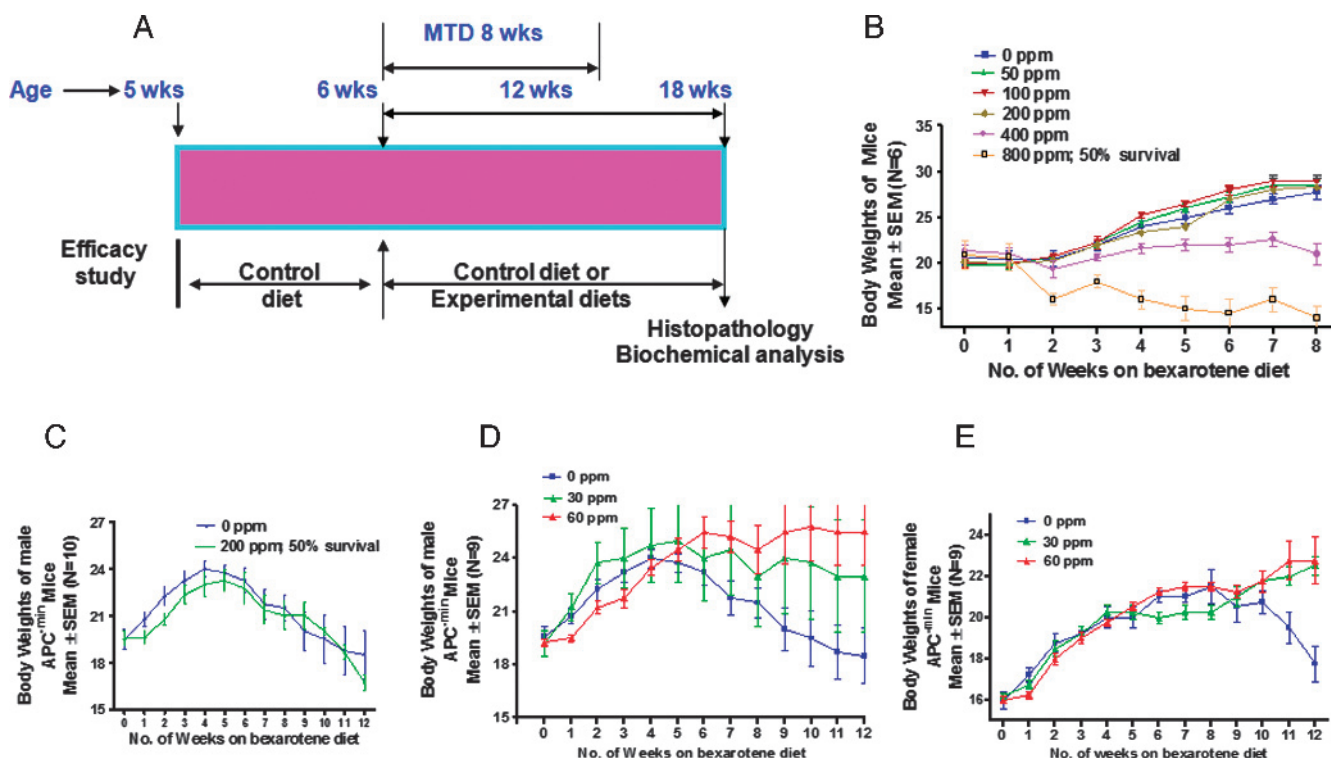 A
MTD 8 wks
Age
5 wks
6 wks
12 wks
18 wks
Efficacy
study
Control
diet
Control diet or
Experimental diets
Histopathology
Biochemical analysis
B
0 ppm
50 ppm
100 ppm
200 ppm
400 ppm
800 ppm; 50% survival
Body Weights of Mice
Mean ± SEM (N=6)
30
25
20
15
0 1 2 3 4 5 6 7 8
No. of Weeks on bexarotene diet
C
0 ppm
200 ppm; 50% survival
Body Weights of male
APC-min Mice
Mean ± SEM (N=10)
27
24
21
18
15
0 1 2 3 4 5 6 7 8 9 10 11 12
No. of Weeks on bexarotene diet
D
0 ppm
30 ppm
60 ppm
Body Weights of male
APC-min Mice
Mean ±SEM (N=9)
27
24
21
18
15
0 1 2 3 4 5 6 7 8 9 10 11 12
No. of Weeks on bexarotene diet
E
0 ppm
30 ppm
60 ppm
Body Weights of female
APC-min Mice
Mean ±SEM (N=9)
22
20
18
16
0 1 2 3 4 5 6 7 8 9 10 11 12
No. of weeks on bexarotene diet